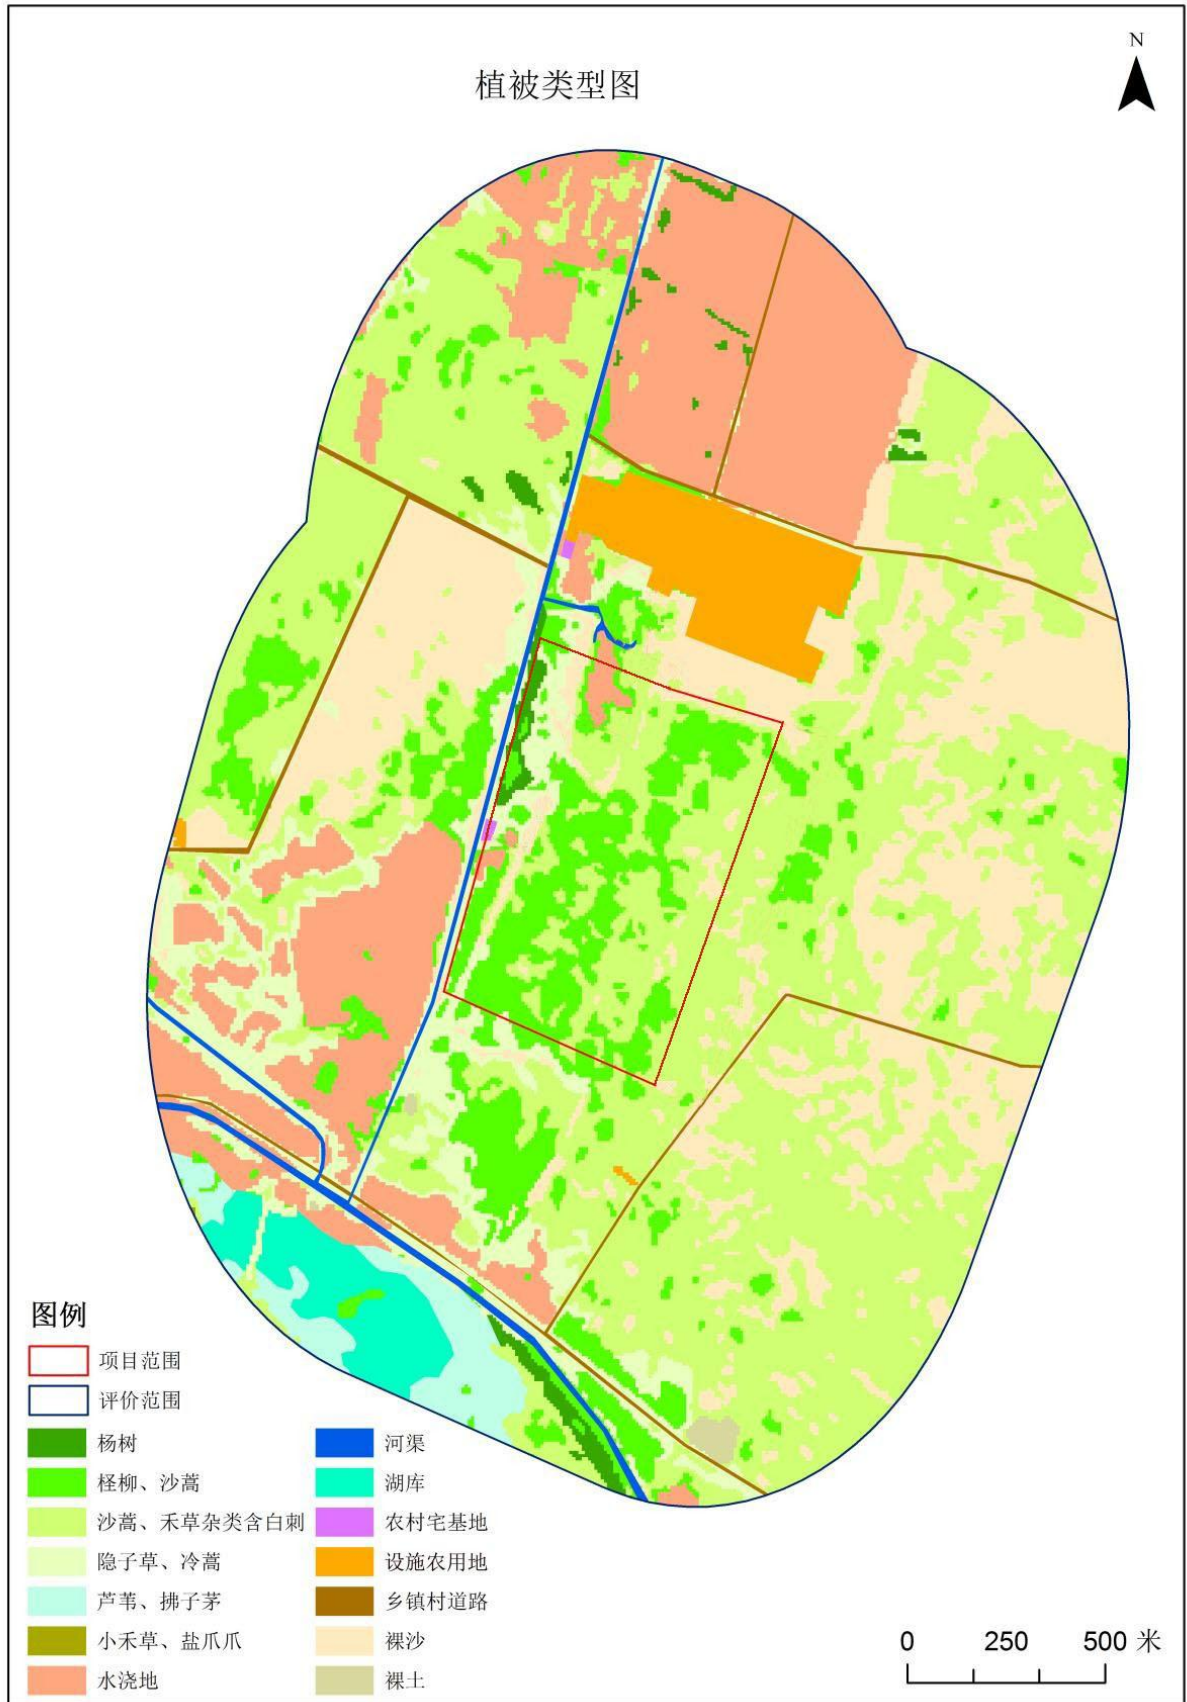 N
植被类型图
图例
项目范围
评价范围
杨树
河渠
柽柳、沙蒿
湖库
沙蒿、禾草杂类含白刺
农村宅基地
隐子草、冷蒿
设施农用地
芦苇、拂子茅
乡镇村道路
小禾草、盐爪爪
裸沙
水浇地
裸土
0 250 500 米